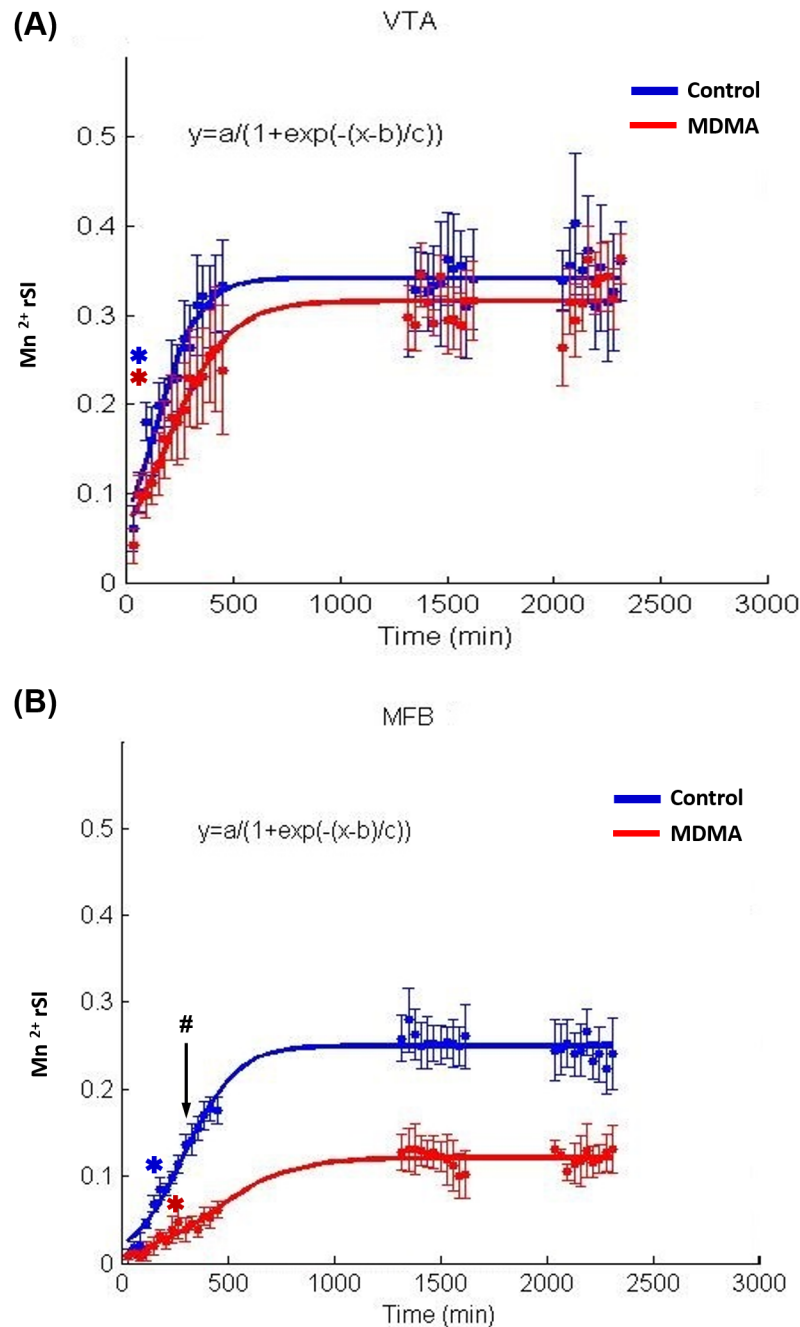 (A)
VTA
Control
MDMA
y=a/(1+exp(-(x-b)/c))
0.5
0.4
0.3
0.2
0.1
0
Mn 2+ rSI
*
*
0 500 1000 1500 2000 2500 3000
Time (min)
(B)
MFB
Control
MDMA
y=a/(1+exp(-(x-b)/c))
0.5
0.4
0.3
0.2
0.1
0
Mn 2+ rSI
#
*
*
0 500 1000 1500 2000 2500 3000
Time (min)